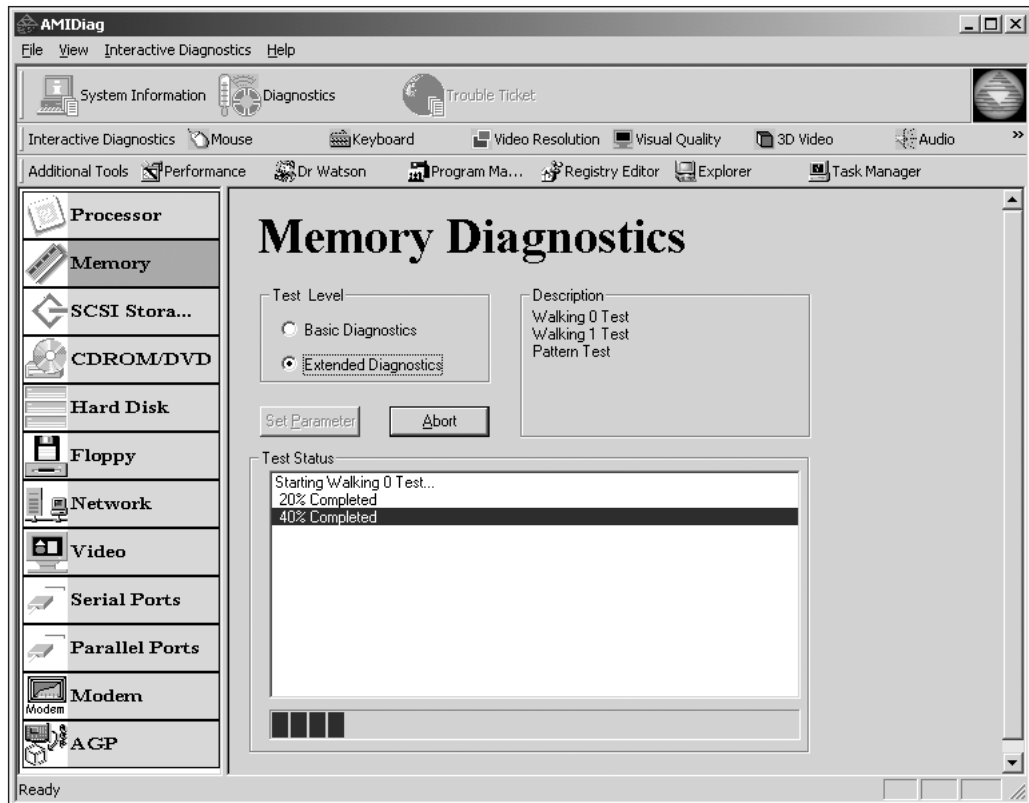 AMIDiag
File View Interactive Diagnostics Help
System Information Diagnostics Trouble Ticket
Interactive Diagnostics Mouse Keyboard Video Resolution Visual Quality 3D Video Audio »
Additional Tools Performance Dr Watson Program Ma... Registry Editor Explorer Task Manager
Processor
Memory
SCSI Stora...
CDROM/DVD
Hard Disk
Floppy
Network
Video
Serial Ports
Parallel Ports
Modem
Modem
AGP
Memory Diagnostics
Test Level
Basic Diagnostics
Extended Diagnostics
Description
Walking 0 Test
Walking 1 Test
Pattern Test
Set Parameter Abort
Test Status
Starting Walking 0 Test...
20% Completed
40% Completed
Ready